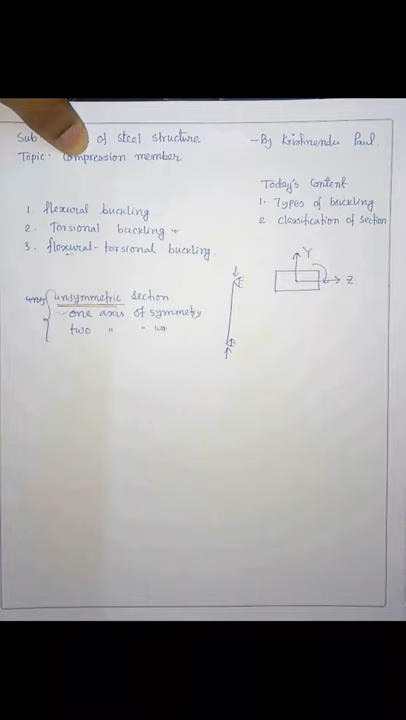 Sub of steel structure
-By Krishnendu Paul.
Topic: Compression member
Today's Content
1. Types of buckling
2. Classification of section
1. flexural buckling
2. Torsional buckling
3. flexural-torsional buckling.
Y
Z
unsymmetric section
one axis of symmetry
two " "